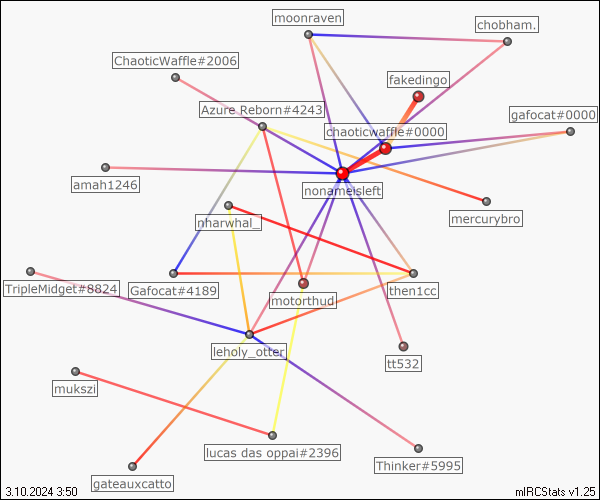 moonraven
chobham.
ChaoticWaffle#2006
fakedingo
Azure Reborn#4243
gafocat#0000
chaoticwaffle#0000
amah1246
nonameisleft
mercurybro
nharwhal_
TripleMidget#8824
Gafocat#4189
motorthud
then1cc
leholy_otter
tt532
mukszi
lucas das oppai#2396
Thinker#5995
gateauxcatto
3.10.2024 3:50
mIRCStats v1.25